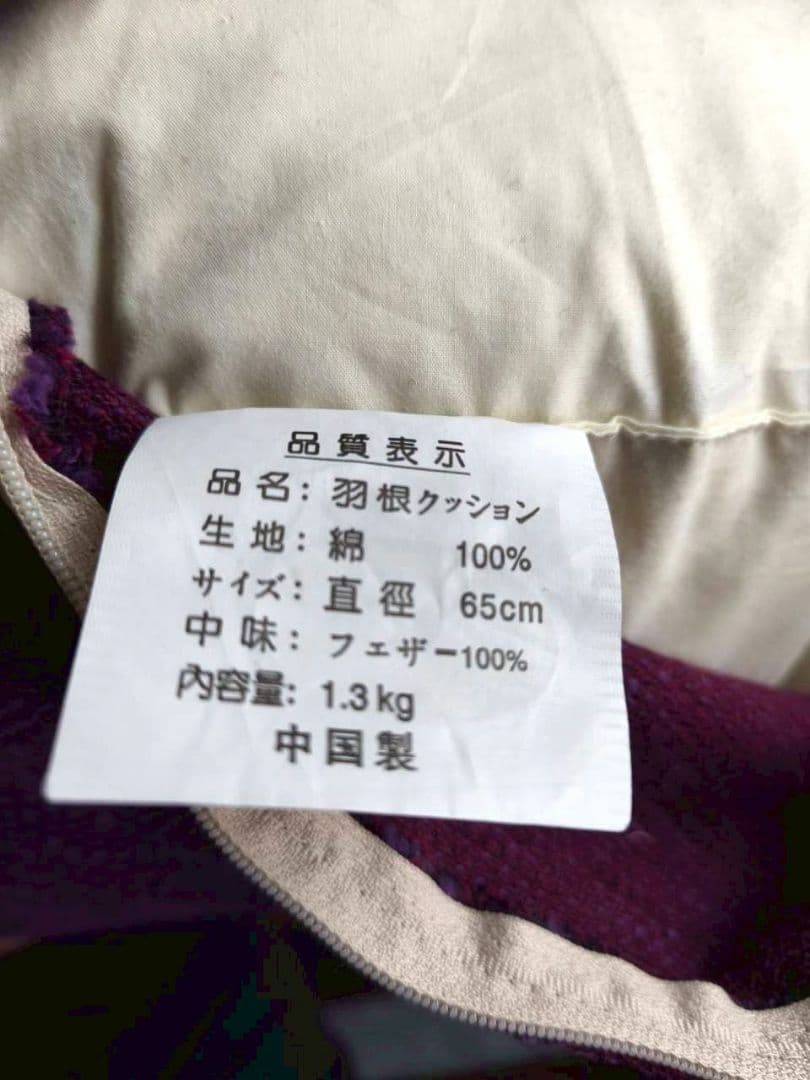 品質表示
品名：羽根クッション
生地：綿 100%
サイズ：直徑 65cm
中味：フェザー100%
內容量：1.3kg
中国製